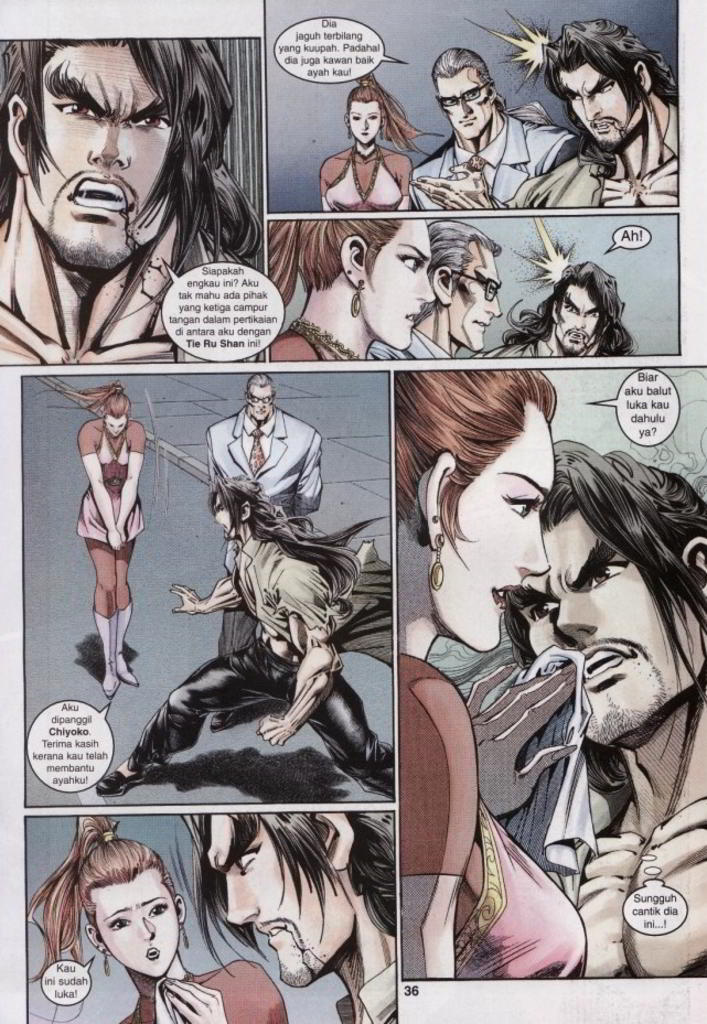 Siapakah
engkau ini? Aku
tak mahu ada pihak
yang ketiga campur
tangan dalam pertikaian
di antara aku dengan
Tie Ru Shan ini!
Dia
jaguh terbilang
yang kuupah. Padahal
dia juga kawan baik
ayah kau!
Ah!
Aku
dipanggil
Chiyoko.
Terima kasih
kerana kau telah
membantu
ayahku!
Biar
aku balut
luka kau
dahulu
ya?
Sungguh
cantik dia
ini...!
Kau
ini sudah
luka!
36